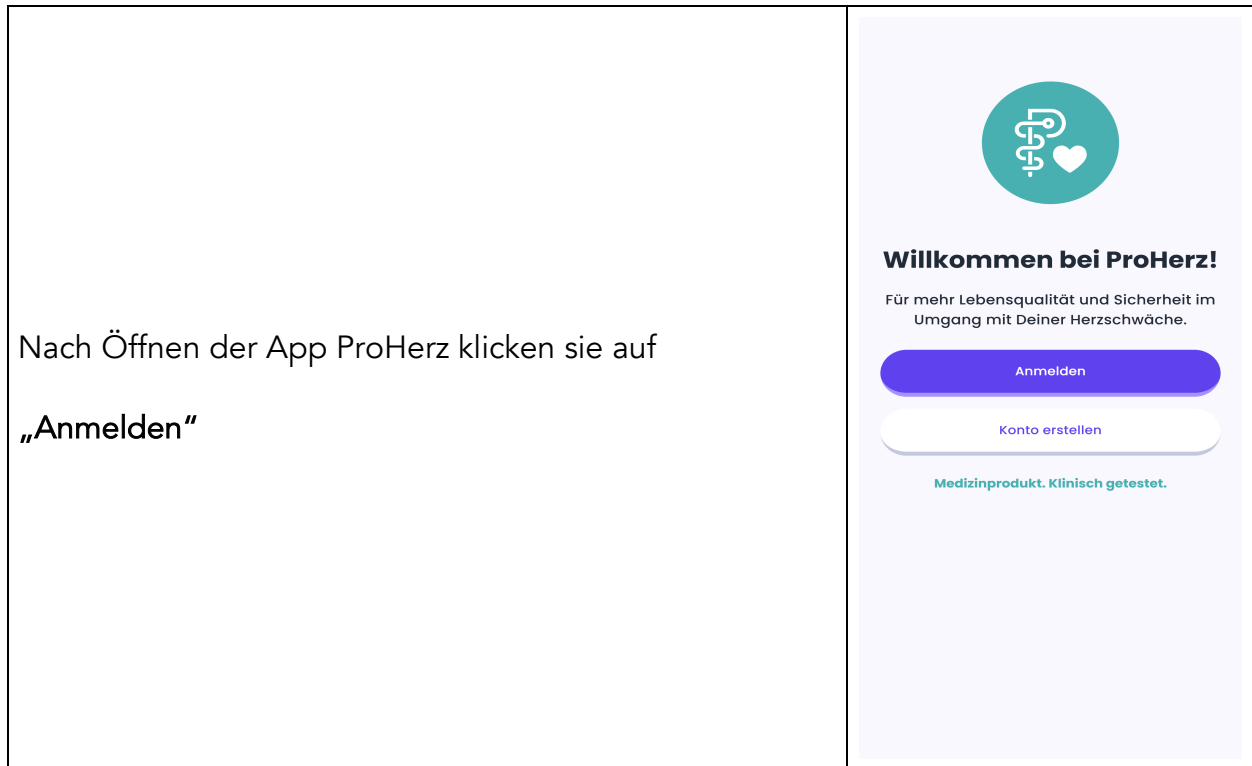 Nach Öffnen der App ProHerz klicken sie auf
„Anmelden“
Willkommen bei ProHerz!
Für mehr Lebensqualität und Sicherheit im
Umgang mit Deiner Herzschwäche.
Anmelden
Konto erstellen
Medizinprodukt. Klinisch getestet.